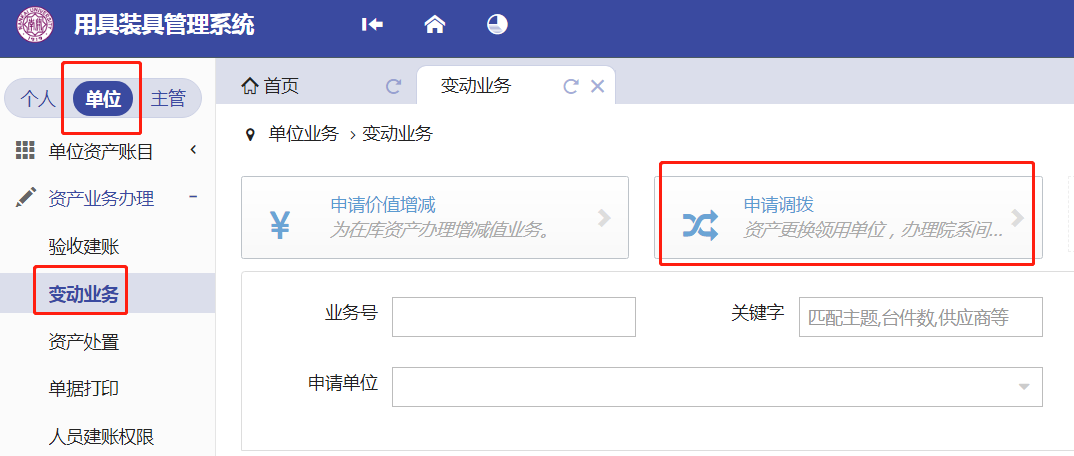 用具装具管理系统
个人 单位 主管
首页
变动业务
单位业务 > 变动业务
单位资产账目
资产业务办理
验收建账
变动业务
资产处置
单据打印
人员建账权限
¥ 申请价值增减
为在库资产办理增减值业务。
申请调拨
资产更换领用单位，办理院系间...
业务号
关键字 匹配主题,台件数,供应商等
申请单位